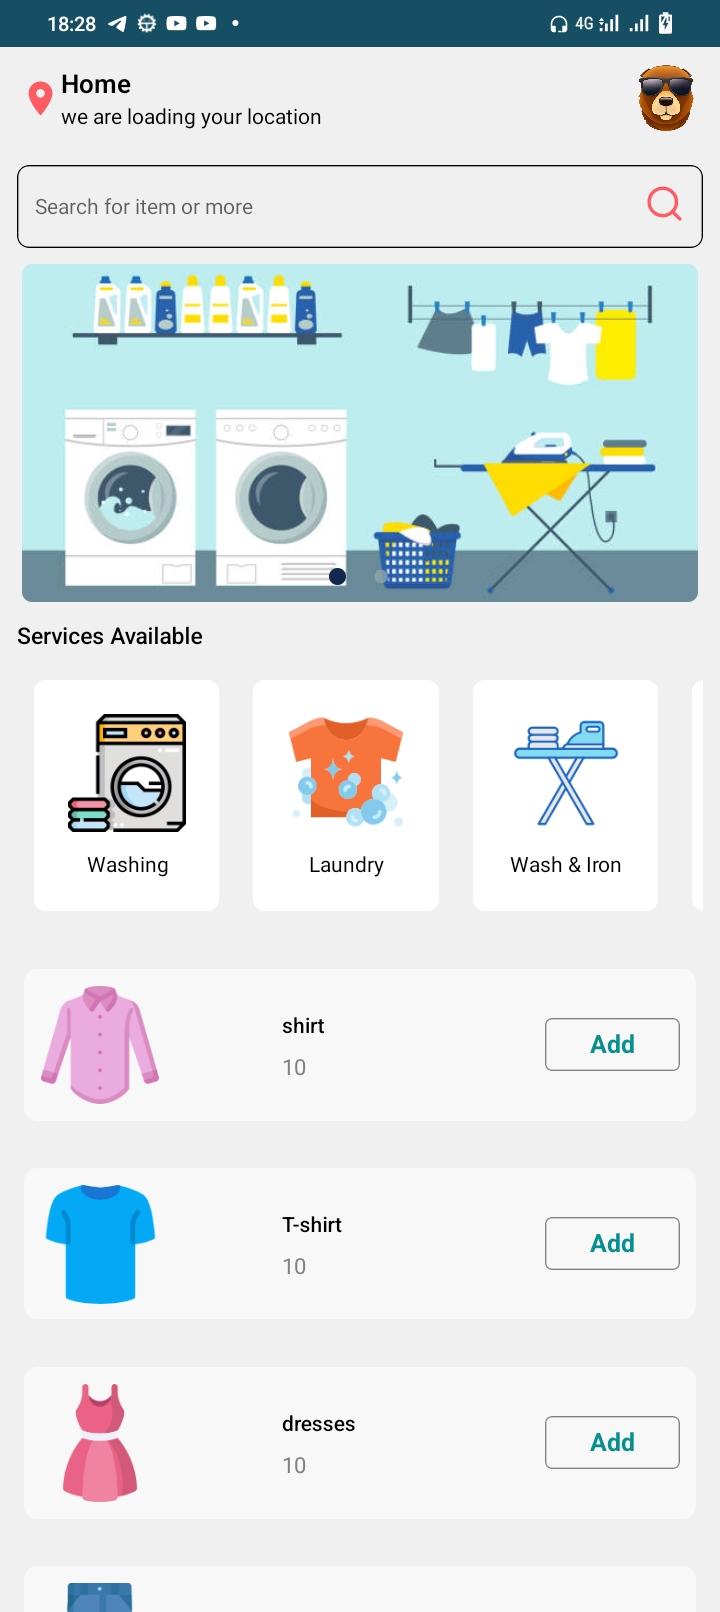 18:28
4G
Home
we are loading your location
Search for item or more
Services Available
Washing
Laundry
Wash & Iron
shirt
10
Add
T-shirt
10
Add
dresses
10
Add